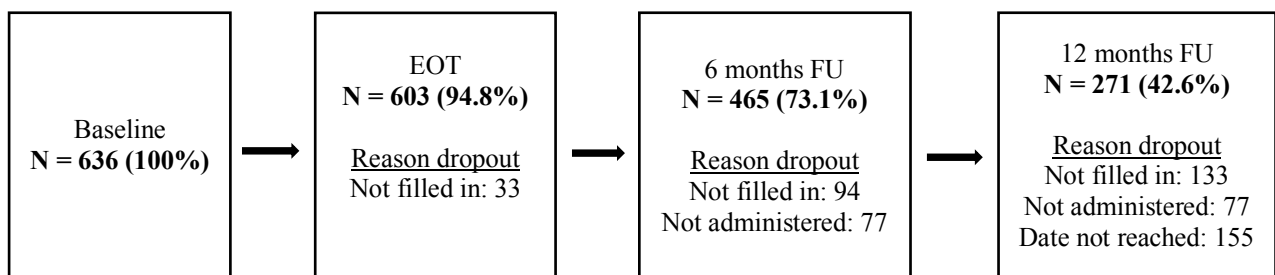 Baseline
N = 636 (100%)
EOT
N = 603 (94.8%)
Reason dropout
Not filled in: 33
6 months FU
N = 465 (73.1%)
Reason dropout
Not filled in: 94
Not administered: 77
12 months FU
N = 271 (42.6%)
Reason dropout
Not filled in: 133
Not administered: 77
Date not reached: 155